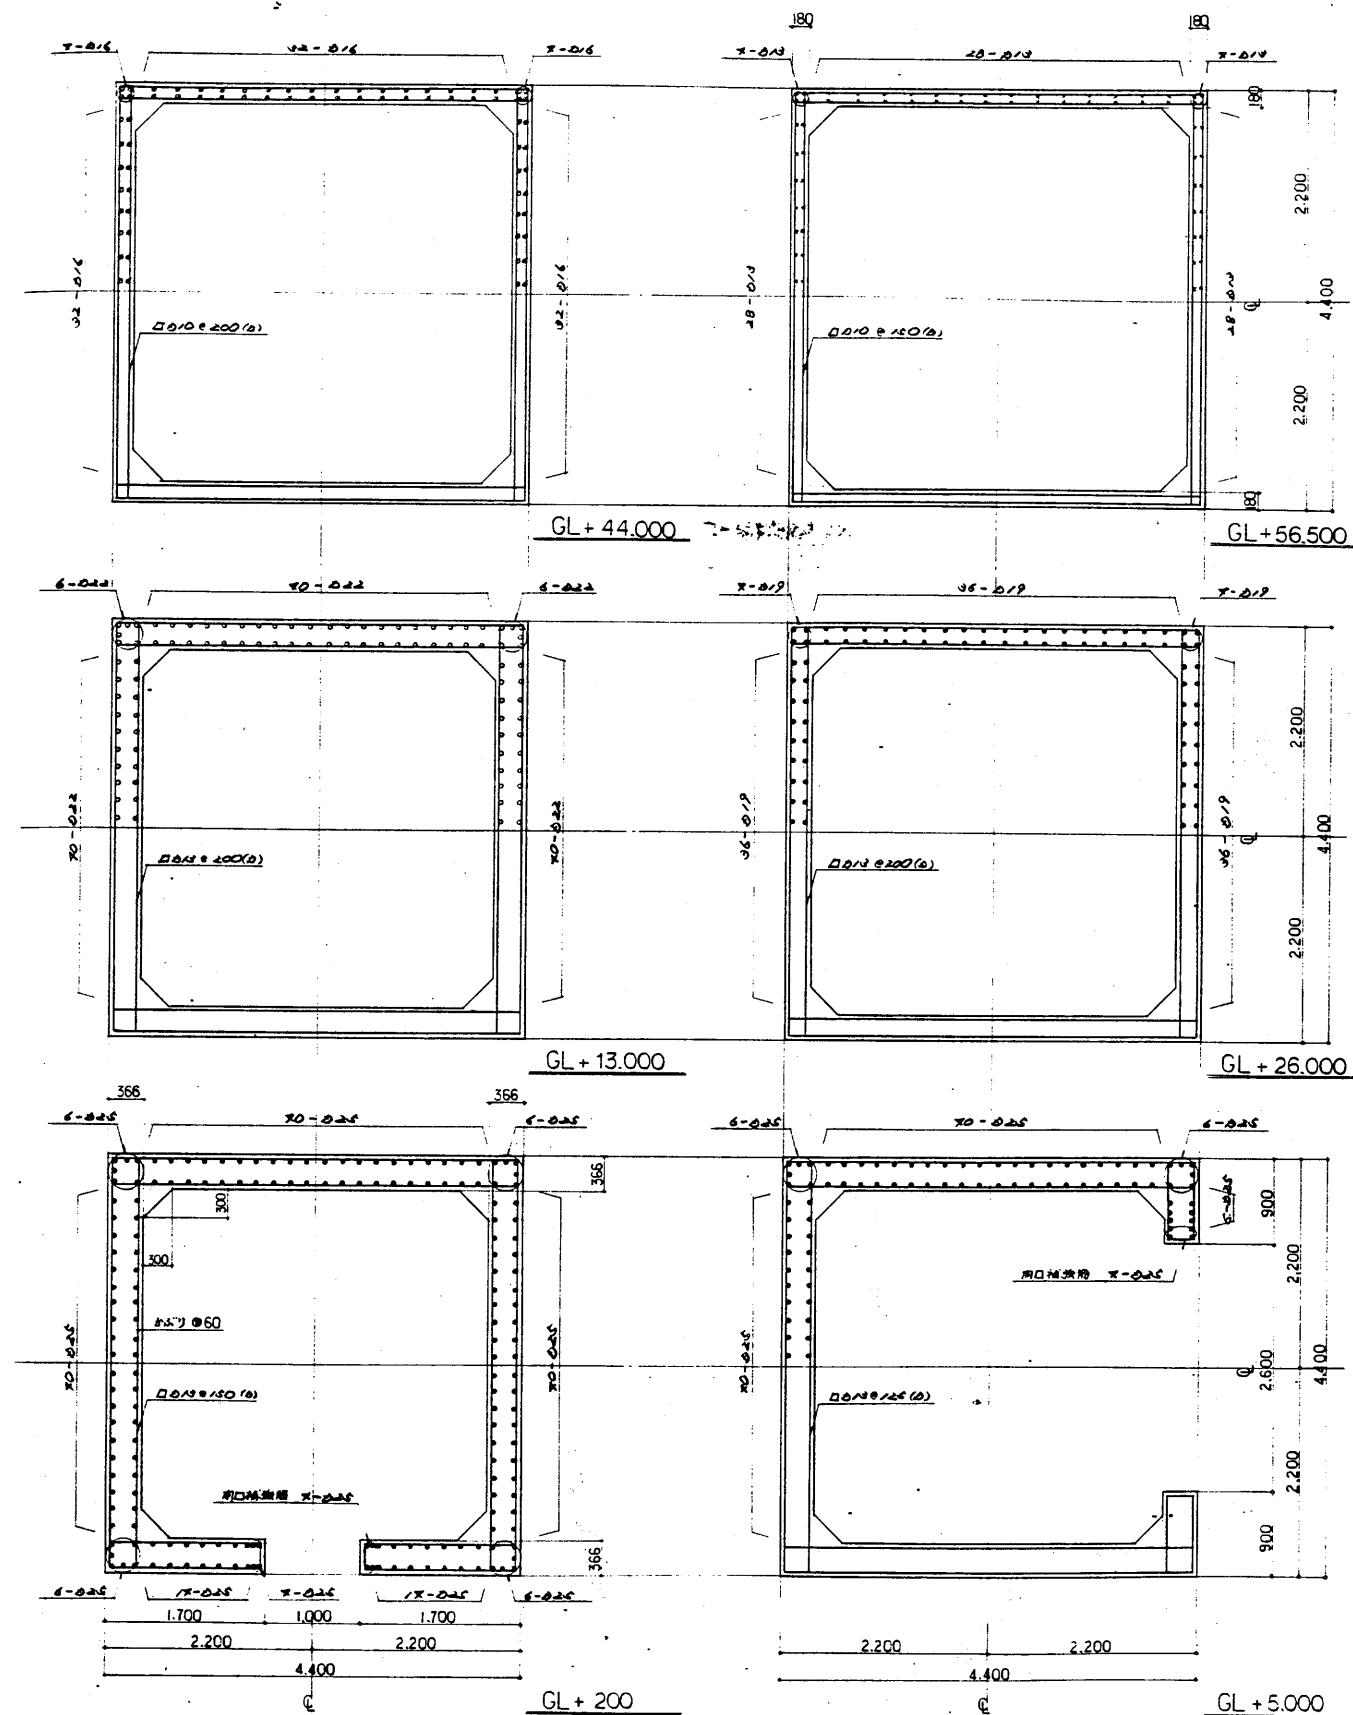 180
180
4-D16
32-D16
4-D16
4-D13
28-D13
4-D13
180
2.200
32-D16
32-D16
28-D13
28-D13
℄
4.400
□D10@200(D)
□D10@150(D)
2.200
180
GL+44.000
GL+56.500
6-D22
40-D22
6-D22
4-D19
36-D19
4-D19
2.200
40-D22
40-D22
36-D19
36-D19
℄
4.400
□D13@200(D)
□D13@200(D)
2.200
GL+13.000
GL+26.000
366
366
6-D25
40-D25
6-D25
6-D25
40-D25
6-D25
366
300
300
5-D25
900
2.200
開口補強筋 4-D25
かぶり@60
40-D25
40-D25
40-D25
℄
2.600
4.400
□D13@150(D)
□D13@125(D)
開口補強筋 4-D25
2.200
900
366
6-D25
14-D25
4-D25
14-D25
6-D25
1.700
1.000
1.700
2.200
2.200
2.200
2.200
4.400
4.400
℄
℄
GL+200
GL+5.000